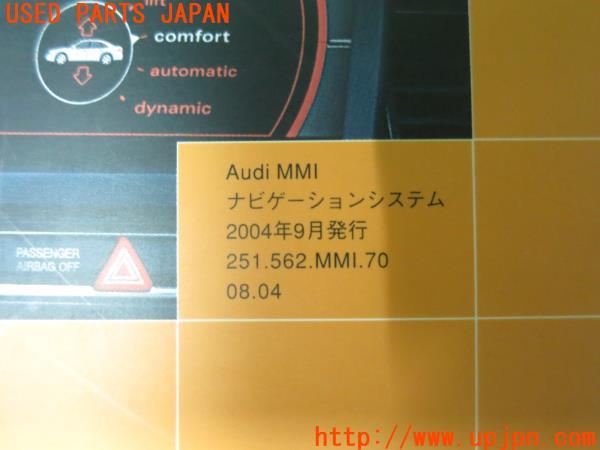 USED PARTS JAPAN
lift
comfort
automatic
dynamic
Audi MMI
ナビゲーションシステム
2004年9月発行
251.562.MMI.70
08.04
PASSENGER
AIRBAG OFF
http://www.upjpn.com